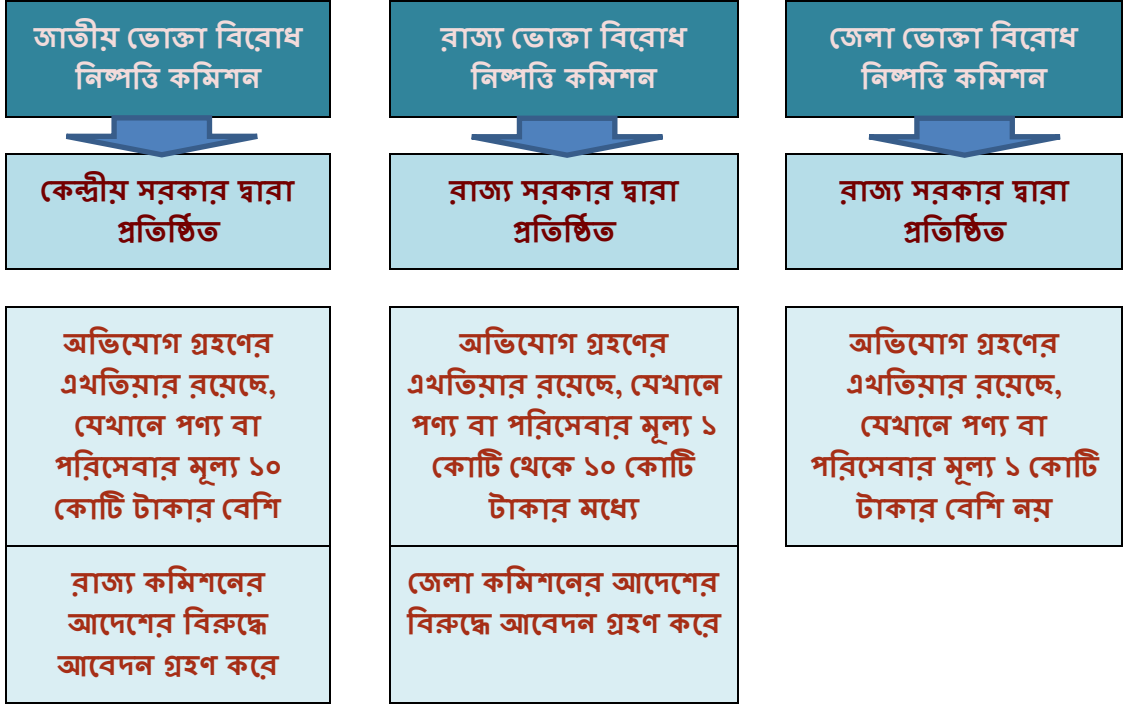 জাতীয় ভোক্তা বিরোধ
নিষ্পত্তি কমিশন
কেন্দ্রীয় সরকার দ্বারা
প্রতিষ্ঠিত
অভিযোগ গ্রহণের
এখতিয়ার রয়েছে,
যেখানে পণ্য বা
পরিসেবার মূল্য ১০
কোটি টাকার বেশি
রাজ্য কমিশনের
আদেশের বিরুদ্ধে
আবেদন গ্রহণ করে
রাজ্য ভোক্তা বিরোধ
নিষ্পত্তি কমিশন
রাজ্য সরকার দ্বারা
প্রতিষ্ঠিত
অভিযোগ গ্রহণের
এখতিয়ার রয়েছে, যেখানে
পণ্য বা পরিসেবার মূল্য ১
কোটি থেকে ১০ কোটি
টাকার মধ্যে
জেলা কমিশনের আদেশের
বিরুদ্ধে আবেদন গ্রহণ করে
জেলা ভোক্তা বিরোধ
নিষ্পত্তি কমিশন
রাজ্য সরকার দ্বারা
প্রতিষ্ঠিত
অভিযোগ গ্রহণের
এখতিয়ার রয়েছে,
যেখানে পণ্য বা
পরিসেবার মূল্য ১ কোটি
টাকার বেশি নয়